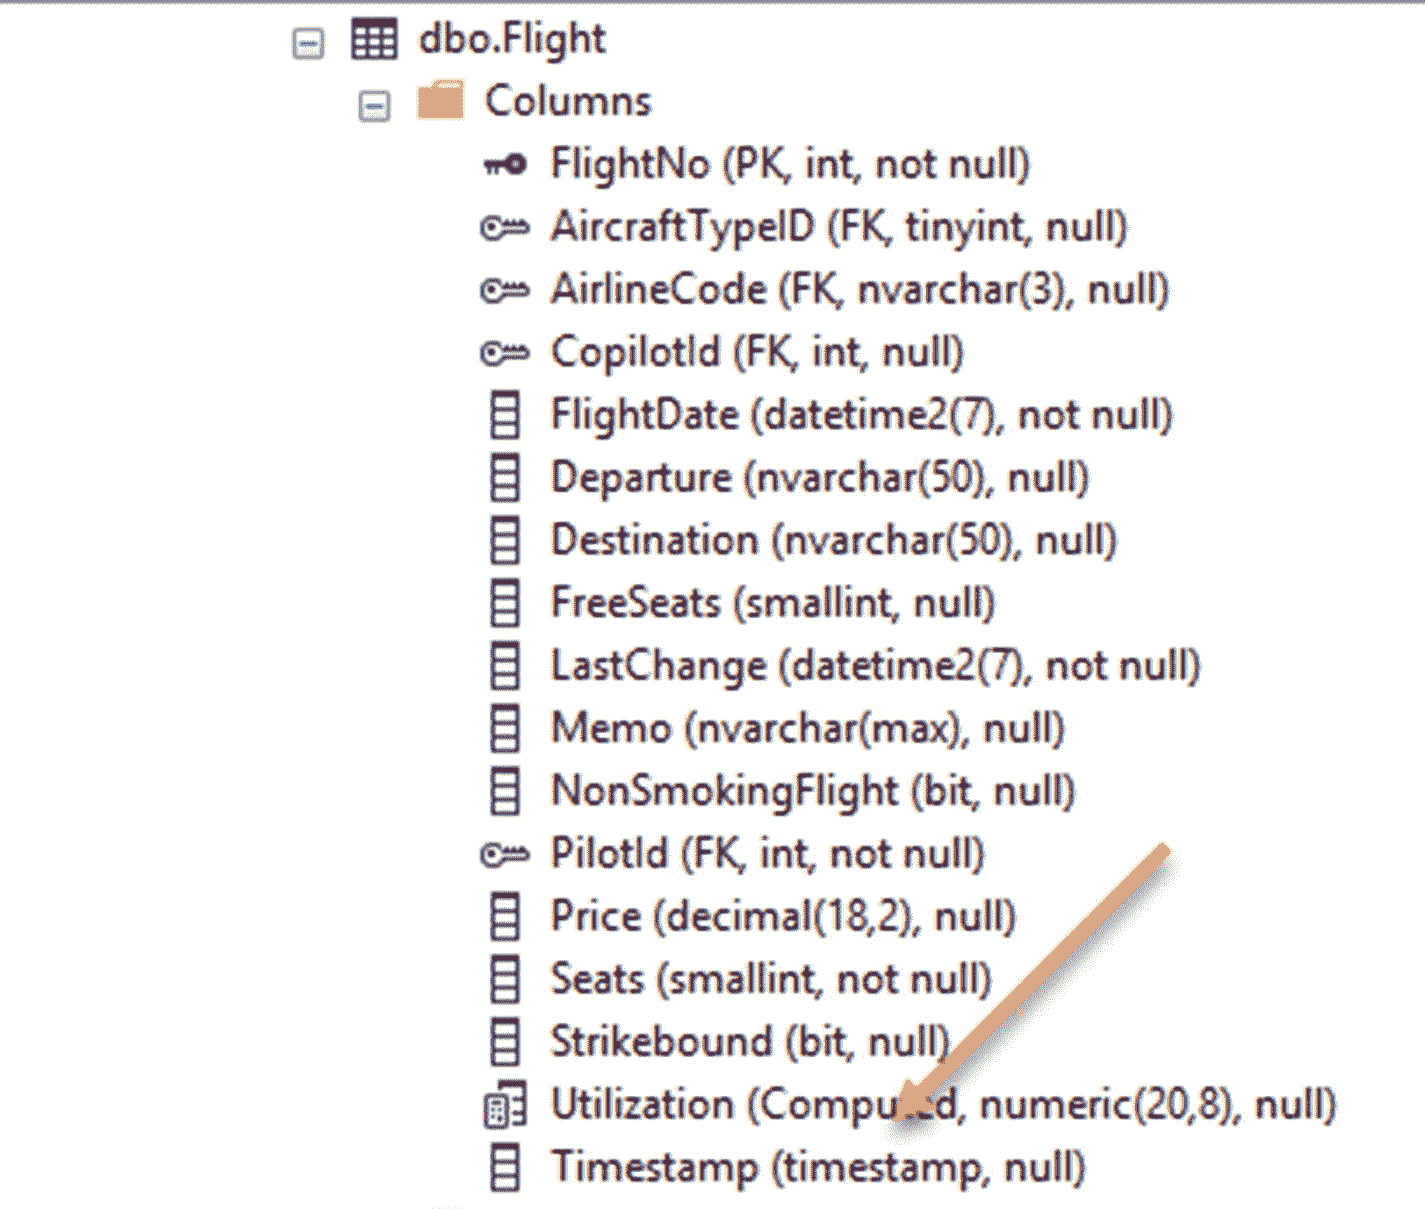 dbo.Flight
Columns
FlightNo (PK, int, not null)
AircraftTypeID (FK, tinyint, null)
AirlineCode (FK, nvarchar(3), null)
CopilotId (FK, int, null)
FlightDate (datetime2(7), not null)
Departure (nvarchar(50), null)
Destination (nvarchar(50), null)
FreeSeats (smallint, null)
LastChange (datetime2(7), not null)
Memo (nvarchar(max), null)
NonSmokingFlight (bit, null)
PilotId (FK, int, not null)
Price (decimal(18,2), null)
Seats (smallint, not null)
Strikebound (bit, null)
Utilization (Computed, numeric(20,8), null)
Timestamp (timestamp, null)